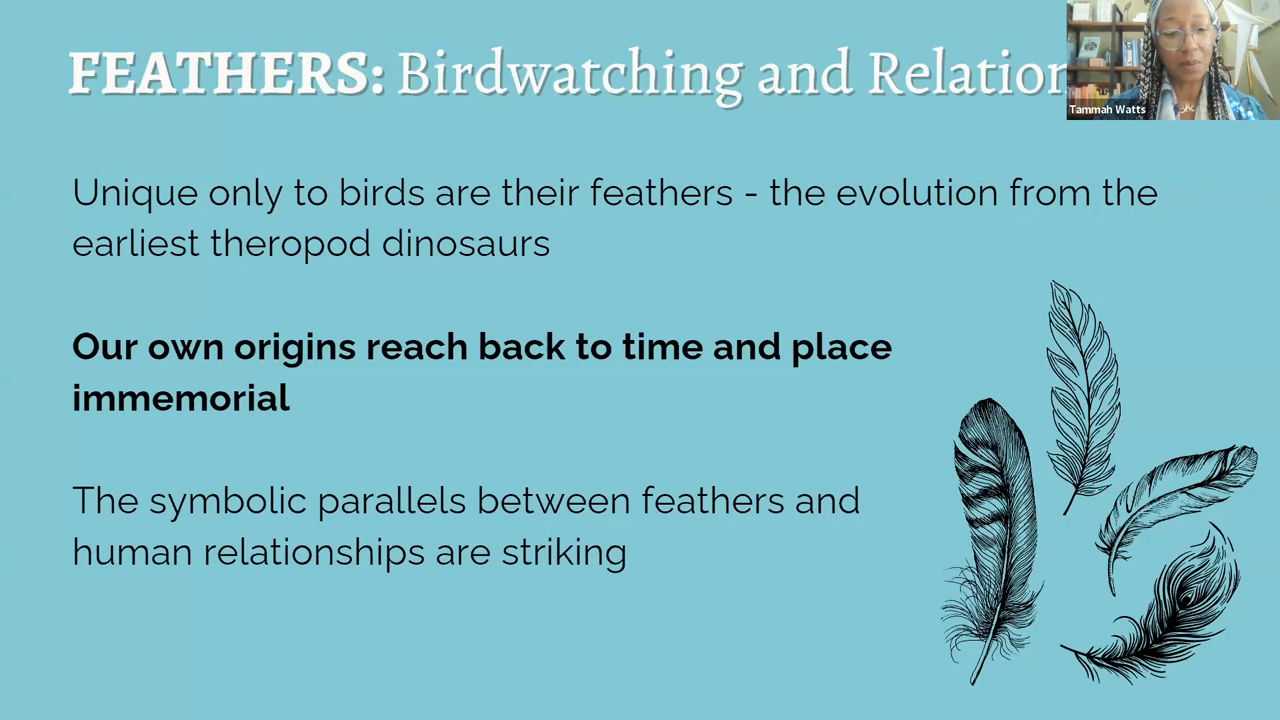 FEATHERS: Birdwatching and Relation
Tammah Watts
Unique only to birds are their feathers - the evolution from the
earliest theropod dinosaurs
Our own origins reach back to time and place
immemorial
The symbolic parallels between feathers and
human relationships are striking